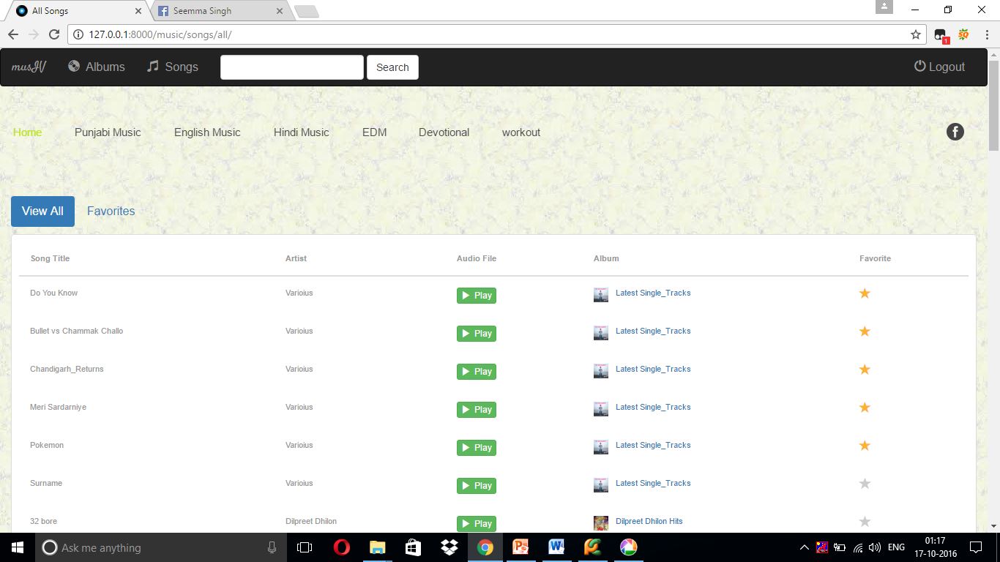 All Songs
Seemma Singh
127.0.0.1:8000/music/songs/all/
1
musIV Albums Songs Search Logout
Home Punjabi Music English Music Hindi Music EDM Devotional workout
View All Favorites
Song Title Artist Audio File Album Favorite
Do You Know Varioius Play Latest Single_Tracks
Bullet vs Chammak Challo Varioius Play Latest Single_Tracks
Chandigarh_Returns Varioius Play Latest Single_Tracks
Meri Sardarniye Varioius Play Latest Single_Tracks
Pokemon Varioius Play Latest Single_Tracks
Surname Varioius Play Latest Single_Tracks
32 bore Dilpreet Dhilon Play Dilpreet Dhilon Hits
Ask me anything ENG 01:17
17-10-2016